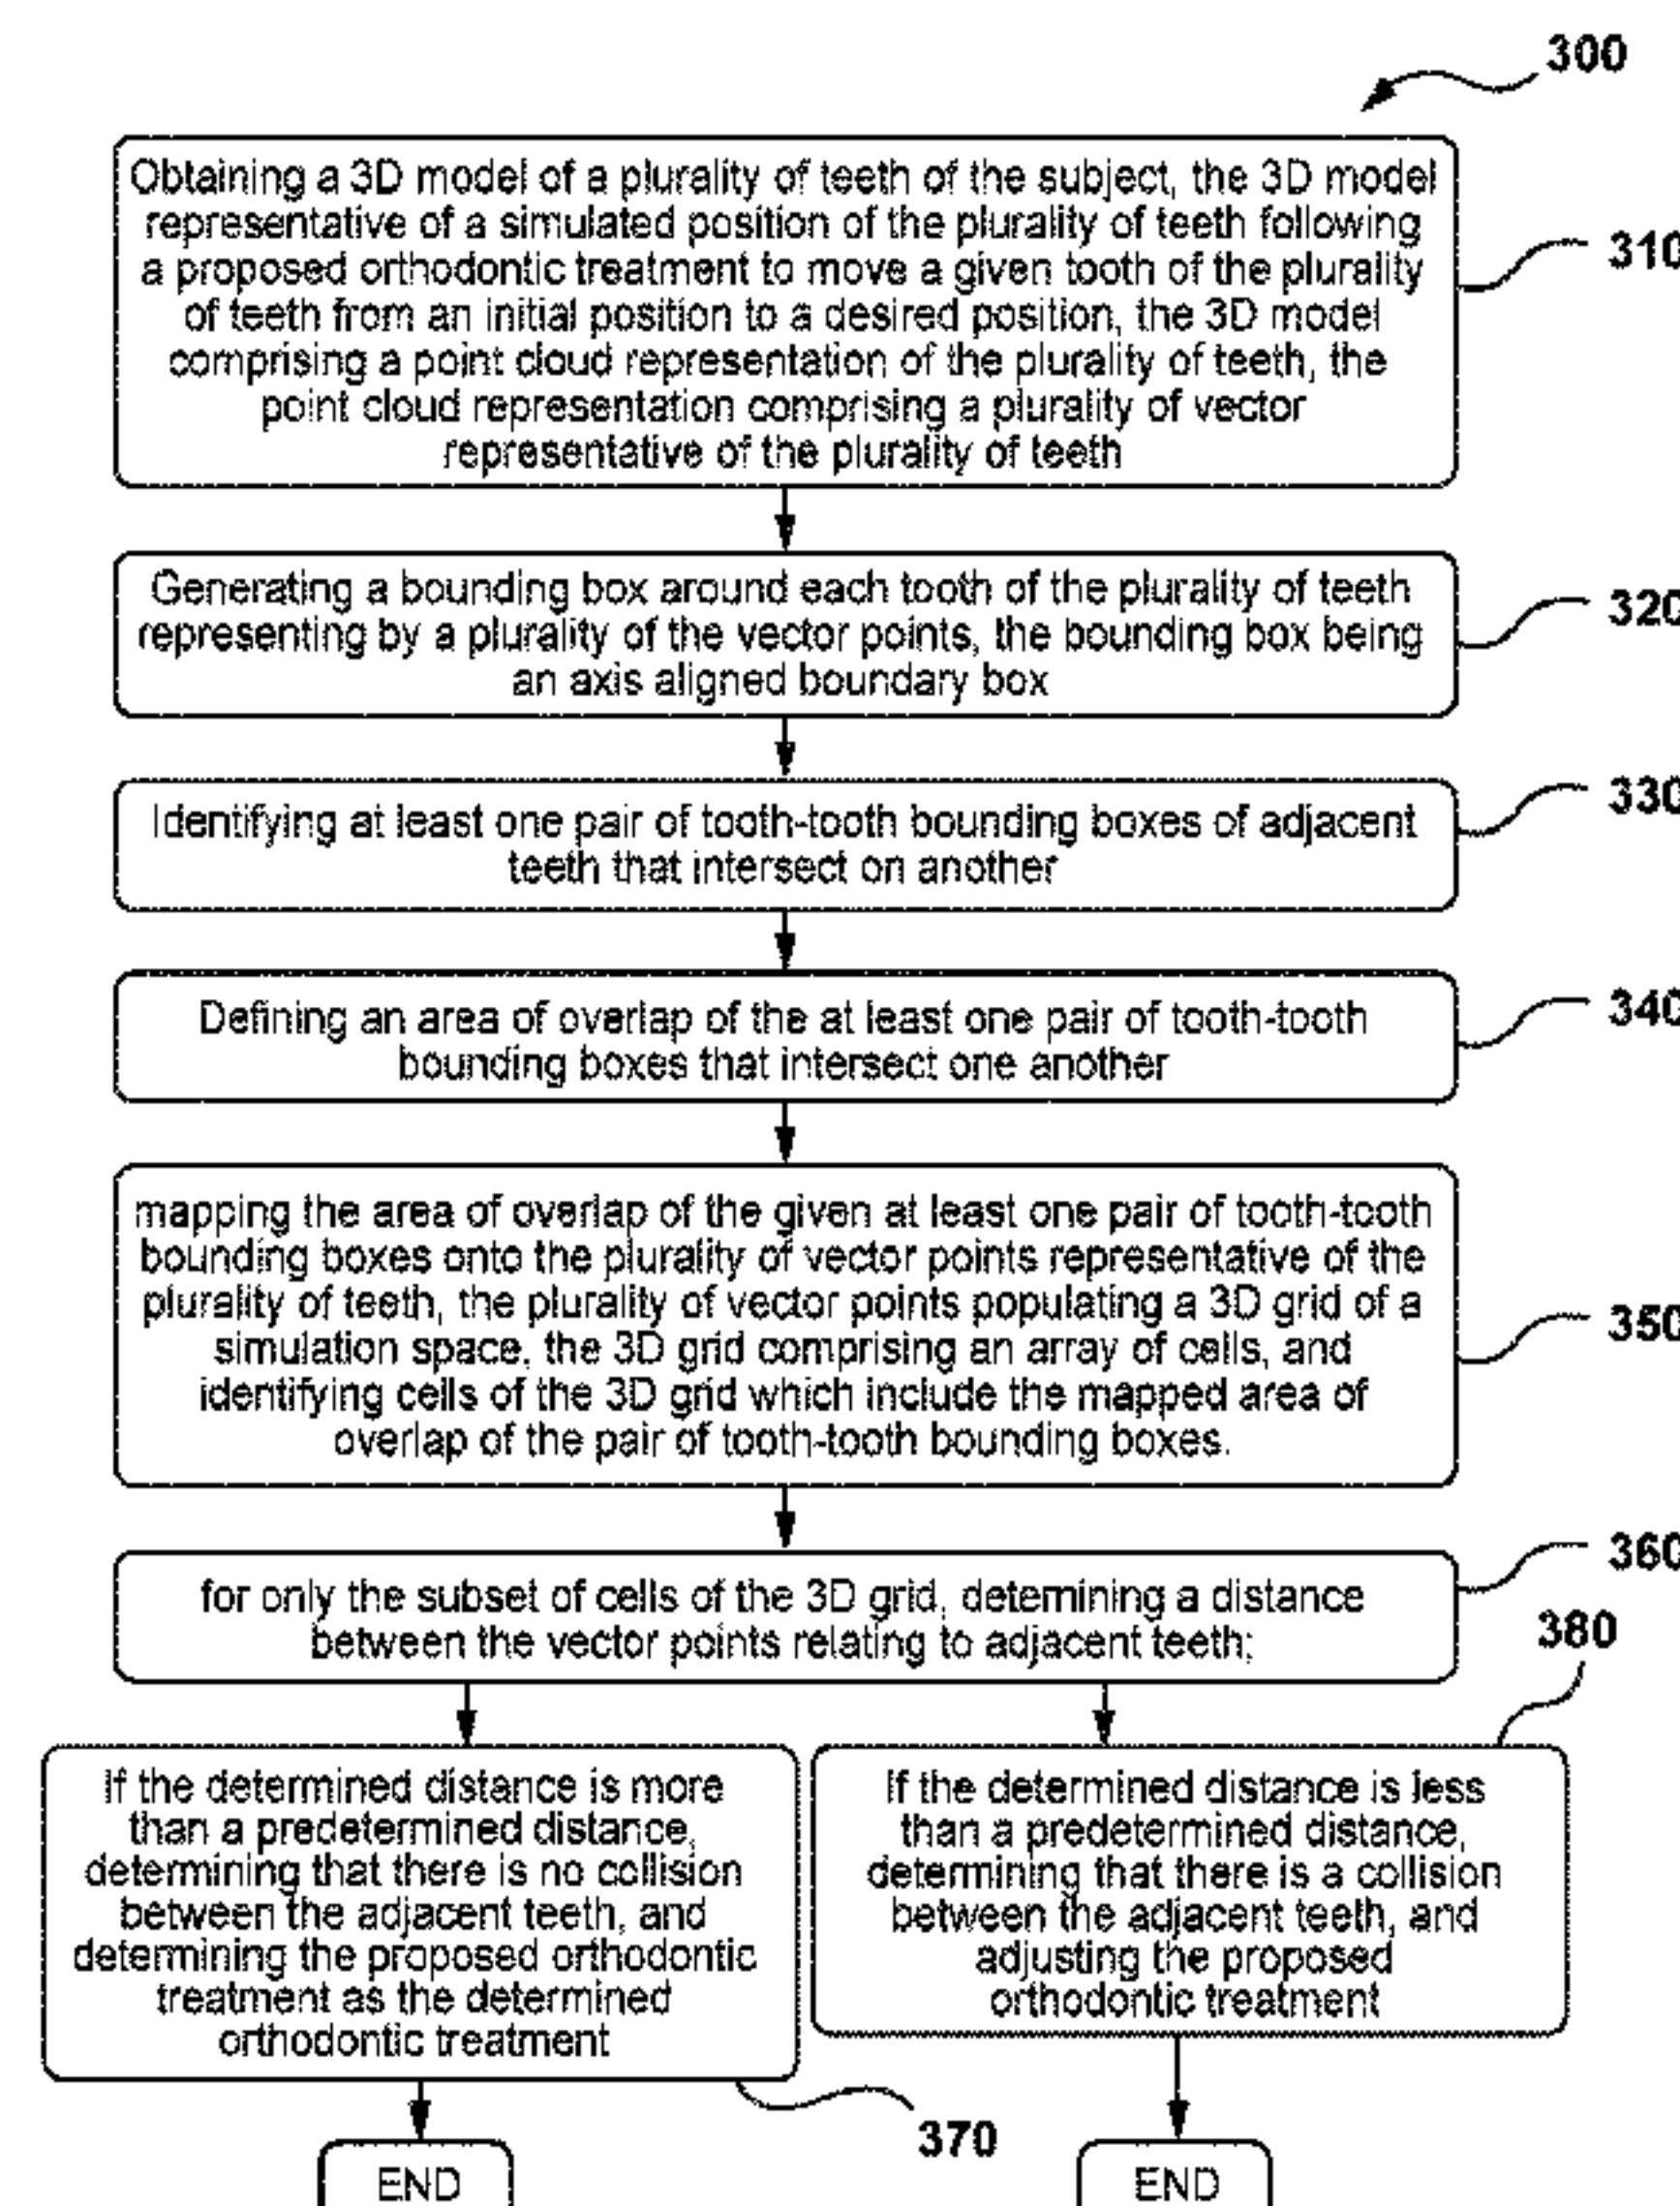 300
Obtaining a 3D model of a plurality of teeth of the subject, the 3D model
representative of a simulated position of the plurality of teeth following
a proposed orthodontic treatment to move a given tooth of the plurality
of teeth from an initial position to a desired position, the 3D model
comprising a point cloud representation of the plurality of teeth, the
point cloud representation comprising a plurality of vector
representative of the plurality of teeth
310
Generating a bounding box around each tooth of the plurality of teeth
representing by a plurality of the vector points, the bounding box being
an axis aligned boundary box
320
Identifying at least one pair of tooth-tooth bounding boxes of adjacent
teeth that intersect on another
330
Defining an area of overlap of the at least one pair of tooth-tooth
bounding boxes that intersect one another
340
mapping the area of overlap of the given at least one pair of tooth-tooth
bounding boxes onto the plurality of vector points representative of the
plurality of teeth, the plurality of vector points populating a 3D grid of a
simulation space, the 3D grid comprising an array of cells, and
identifying cells of the 3D grid which include the mapped area of
overlap of the pair of tooth-tooth bounding boxes.
350
for only the subset of cells of the 3D grid, determining a distance
between the vector points relating to adjacent teeth;
360
380
If the determined distance is more
than a predetermined distance,
determining that there is no collision
between the adjacent teeth, and
determining the proposed orthodontic
treatment as the determined
orthodontic treatment
370
If the determined distance is less
than a predetermined distance,
determining that there is a collision
between the adjacent teeth, and
adjusting the proposed
orthodontic treatment
END
END